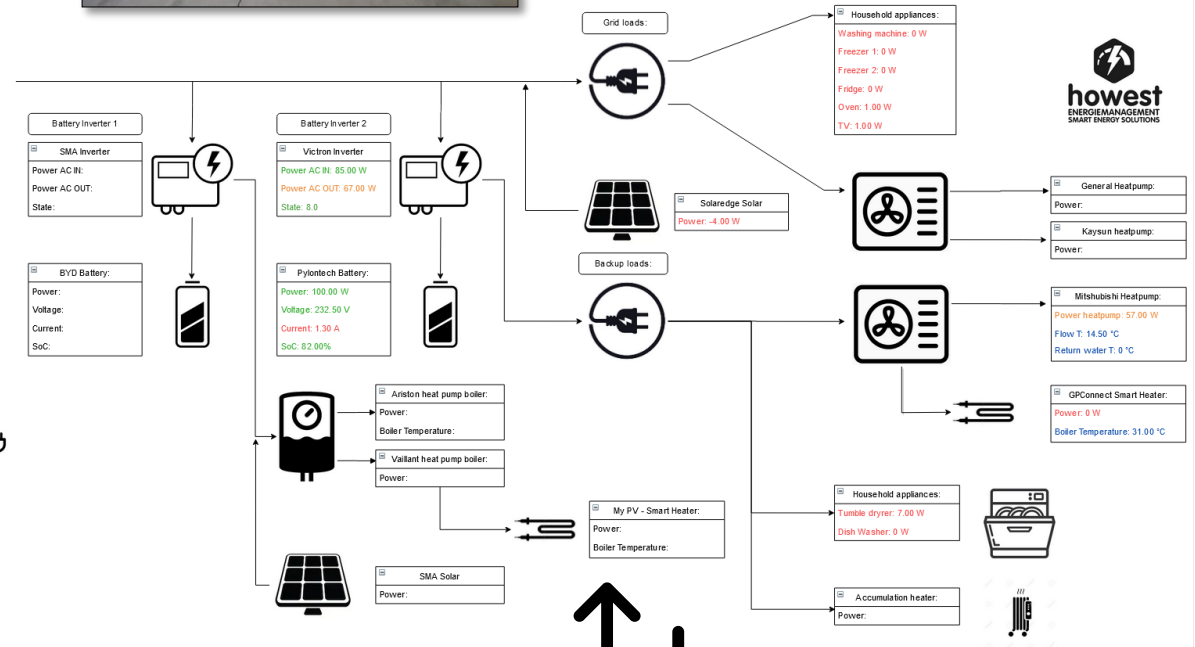 Grid loads:
Household appliances:
Washing machine: 0 W
Freezer 1: 0 W
Freezer 2: 0 W
Fridge: 0 W
Oven: 1.00 W
TV: 1.00 W
howest
ENERGIEMANAGEMENT
SMART ENERGY SOLUTIONS
Battery Inverter 1
SMA Inverter
Power AC IN:
Power AC OUT:
State:
Battery Inverter 2
Victron Inverter
Power AC IN: 85.00 W
Power AC OUT: 67.00 W
State: 8.0
Solaredge Solar
Power: -4.00 W
General Heatpump:
Power:
Kaysun heatpump:
Power:
Backup loads:
BYD Battery:
Power:
Voltage:
Current:
SoC:
Pylontech Battery:
Power: 100.00 W
Voltage: 232.50 V
Current: 1.30 A
SoC: 82.00%
Mitshubishi Heatpump:
Power heatpump: 57.00 W
Flow T: 14.50 °C
Return water T: 0 °C
Ariston heat pump boiler:
Power:
Boiler Temperature:
GPConnect Smart Heater:
Power: 0 W
Boiler Temperature: 31.00 °C
Vaillant heat pump boiler:
Power:
My PV - Smart Heater:
Power:
Boiler Temperature:
Household appliances:
Tumble dryrer: 7.00 W
Dish Washer: 0 W
SMA Solar
Power:
Accumulation heater:
Power: